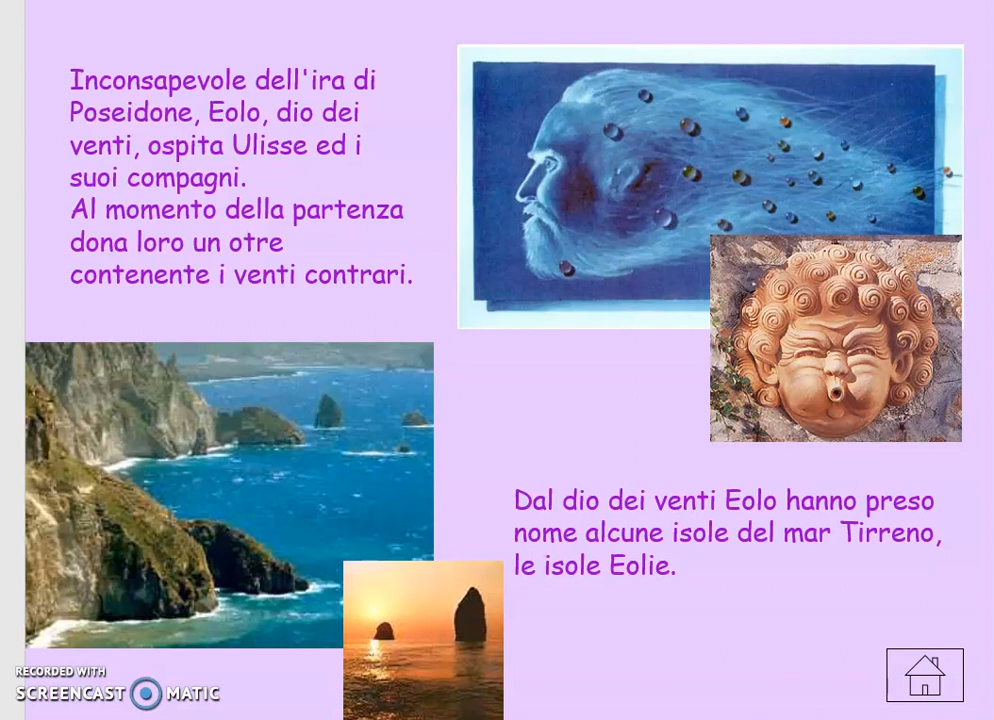 Inconsapevole dell'ira di
Poseidone, Eolo, dio dei
venti, ospita Ulisse ed i
suoi compagni.
Al momento della partenza
dona loro un otre
contenente i venti contrari.
Dal dio dei venti Eolo hanno preso
nome alcune isole del mar Tirreno,
le isole Eolie.
RECORDED WITH
SCREENCAST MATIC